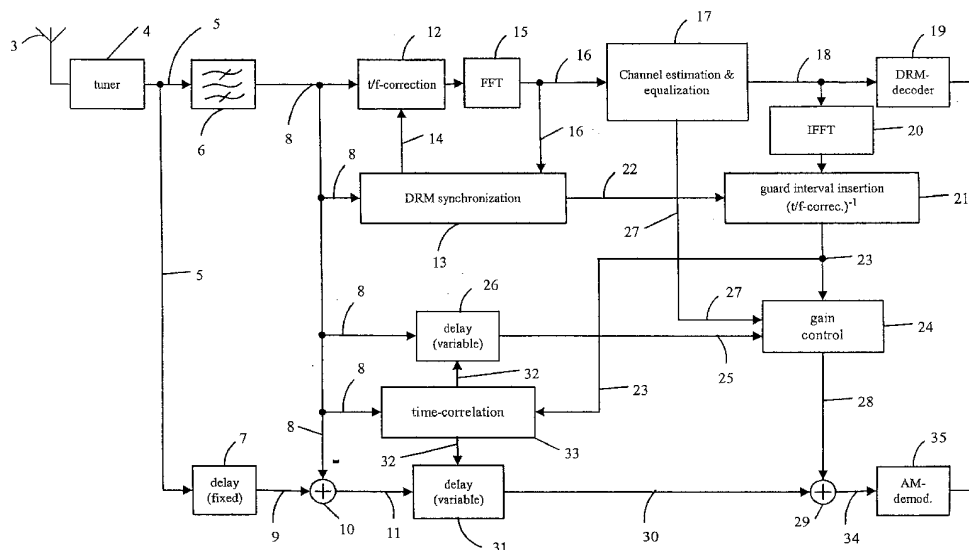 3
4
5
12
15
17
18
19
tuner
t/f-correction
FFT
16
Channel estimation &
equalization
DRM-
decoder
6
8
14
16
IFFT
20
8
DRM synchronization
22
guard interval insertion
(t/f-correc.)⁻¹
21
13
27
23
5
26
8
delay
(variable)
27
gain
control
24
32
25
8
23
time-correlation
28
8
32
33
7
35
delay
(fixed)
delay
(variable)
AM-
demod.
9
10
11
30
29
34
31